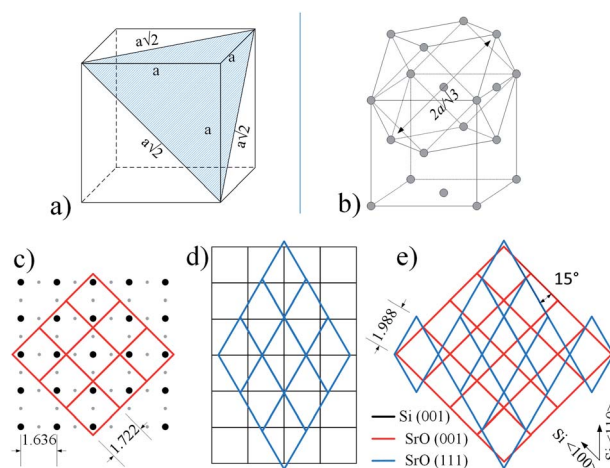 a√2
a
a
a
a√2
a√2
a)
2a/√3
b)
c)
1.636
1.722
d)
e)
15°
1.988
Si (001)
SrO (001)
SrO (111)
Si <100>